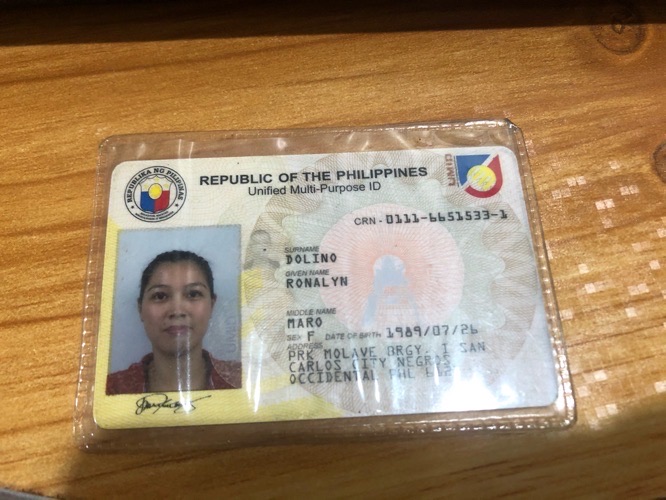 REPUBLIKA NG PILIPINAS
REPUBLIC OF THE PHILIPPINES
Unified Multi-Purpose ID
UMID
CRN - 0111-6651533-1
SURNAME
DOLINO
GIVEN NAME
RONALYN
MIDDLE NAME
MARO
SEX F DATE OF BIRTH 1989/07/26
ADDRESS
PRK MOLAVE BRGY. I SAN
CARLOS CITY NEGROS
OCCIDENTAL PHL